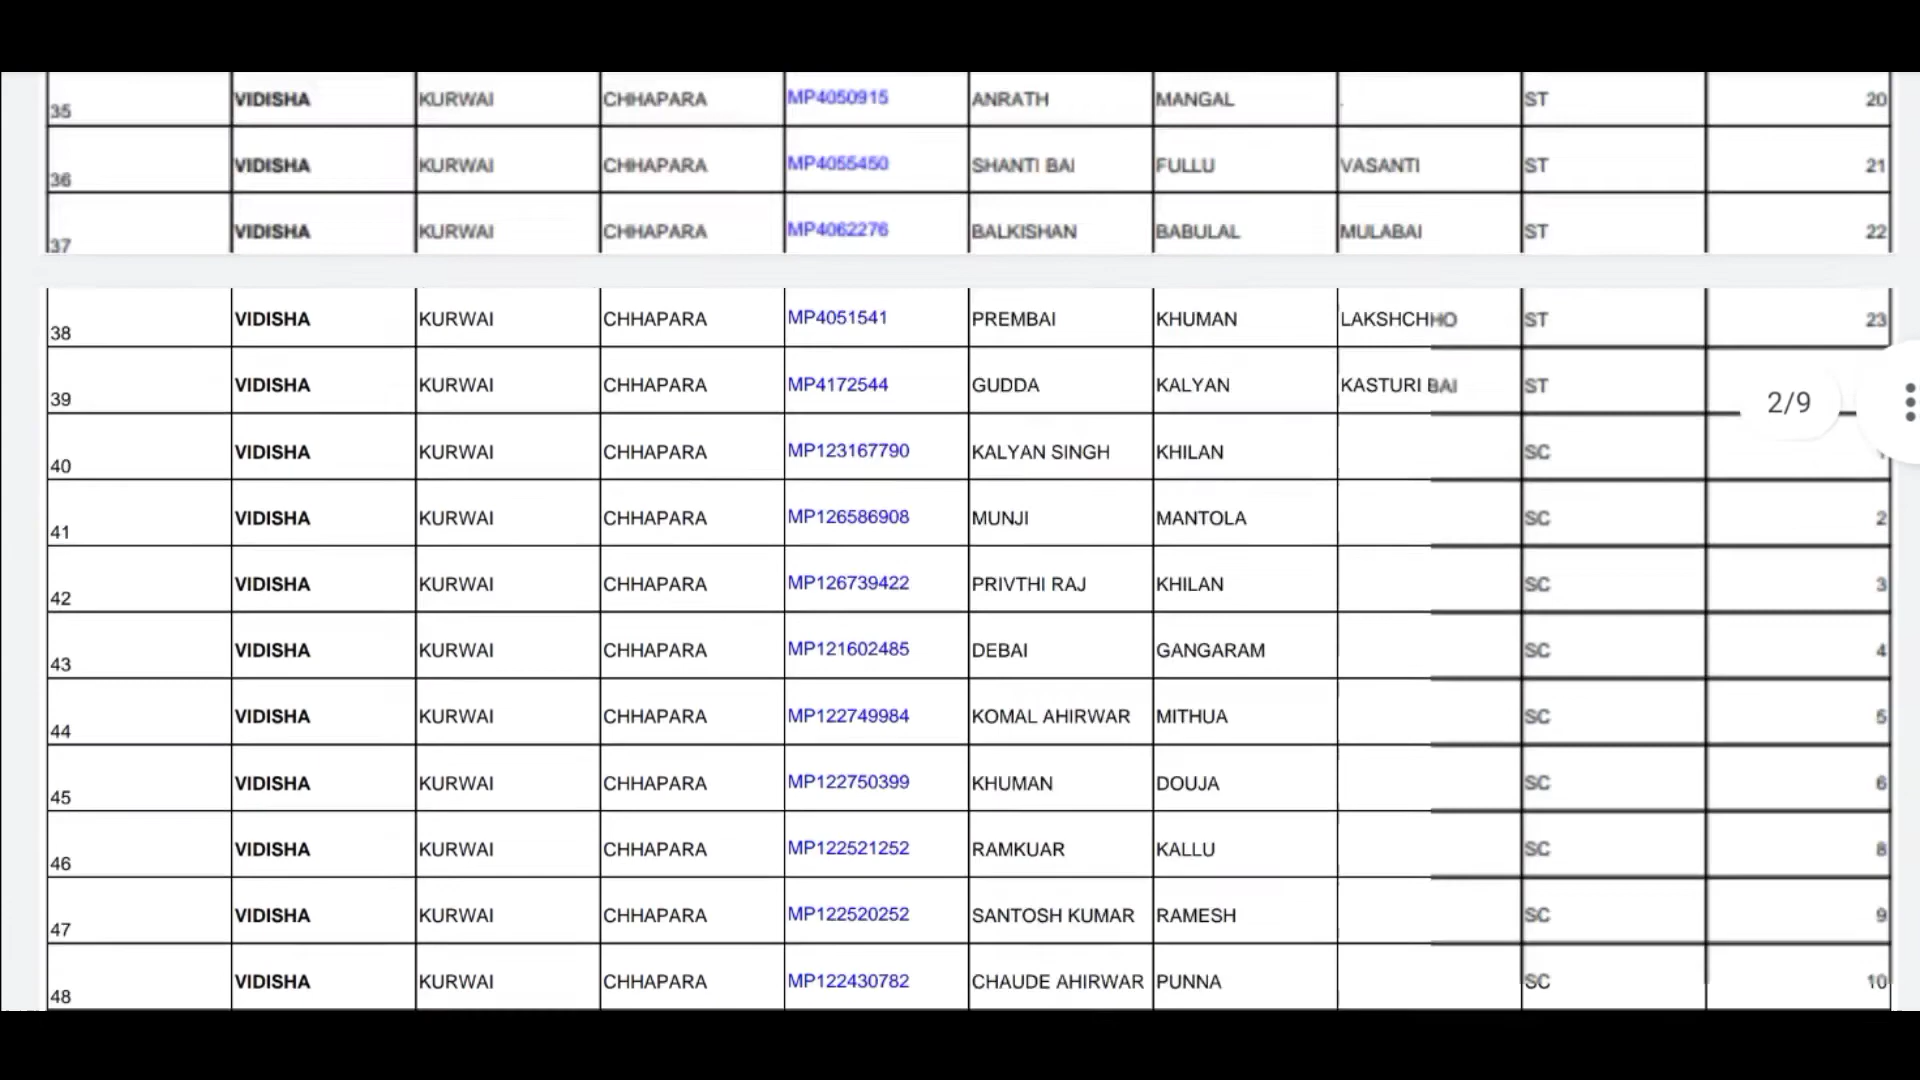 35 VIDISHA KURWAI CHHAPARA MP4050915 ANRATH MANGAL . ST 20
36 VIDISHA KURWAI CHHAPARA MP4055450 SHANTI BAI FULLU VASANTI ST 21
37 VIDISHA KURWAI CHHAPARA MP4062276 BALKISHAN BABULAL MULABAI ST 22
38 VIDISHA KURWAI CHHAPARA MP4051541 PREMBAI KHUMAN LAKSHCHHO ST 23
39 VIDISHA KURWAI CHHAPARA MP4172544 GUDDA KALYAN KASTURI BAI ST
2/9
40 VIDISHA KURWAI CHHAPARA MP123167790 KALYAN SINGH KHILAN SC
41 VIDISHA KURWAI CHHAPARA MP126586908 MUNJI MANTOLA SC 2
42 VIDISHA KURWAI CHHAPARA MP126739422 PRIVTHI RAJ KHILAN SC 3
43 VIDISHA KURWAI CHHAPARA MP121602485 DEBAI GANGARAM SC 4
44 VIDISHA KURWAI CHHAPARA MP122749984 KOMAL AHIRWAR MITHUA SC 5
45 VIDISHA KURWAI CHHAPARA MP122750399 KHUMAN DOUJA SC 6
46 VIDISHA KURWAI CHHAPARA MP122521252 RAMKUAR KALLU SC 8
47 VIDISHA KURWAI CHHAPARA MP122520252 SANTOSH KUMAR RAMESH SC 9
48 VIDISHA KURWAI CHHAPARA MP122430782 CHAUDE AHIRWAR PUNNA SC 10